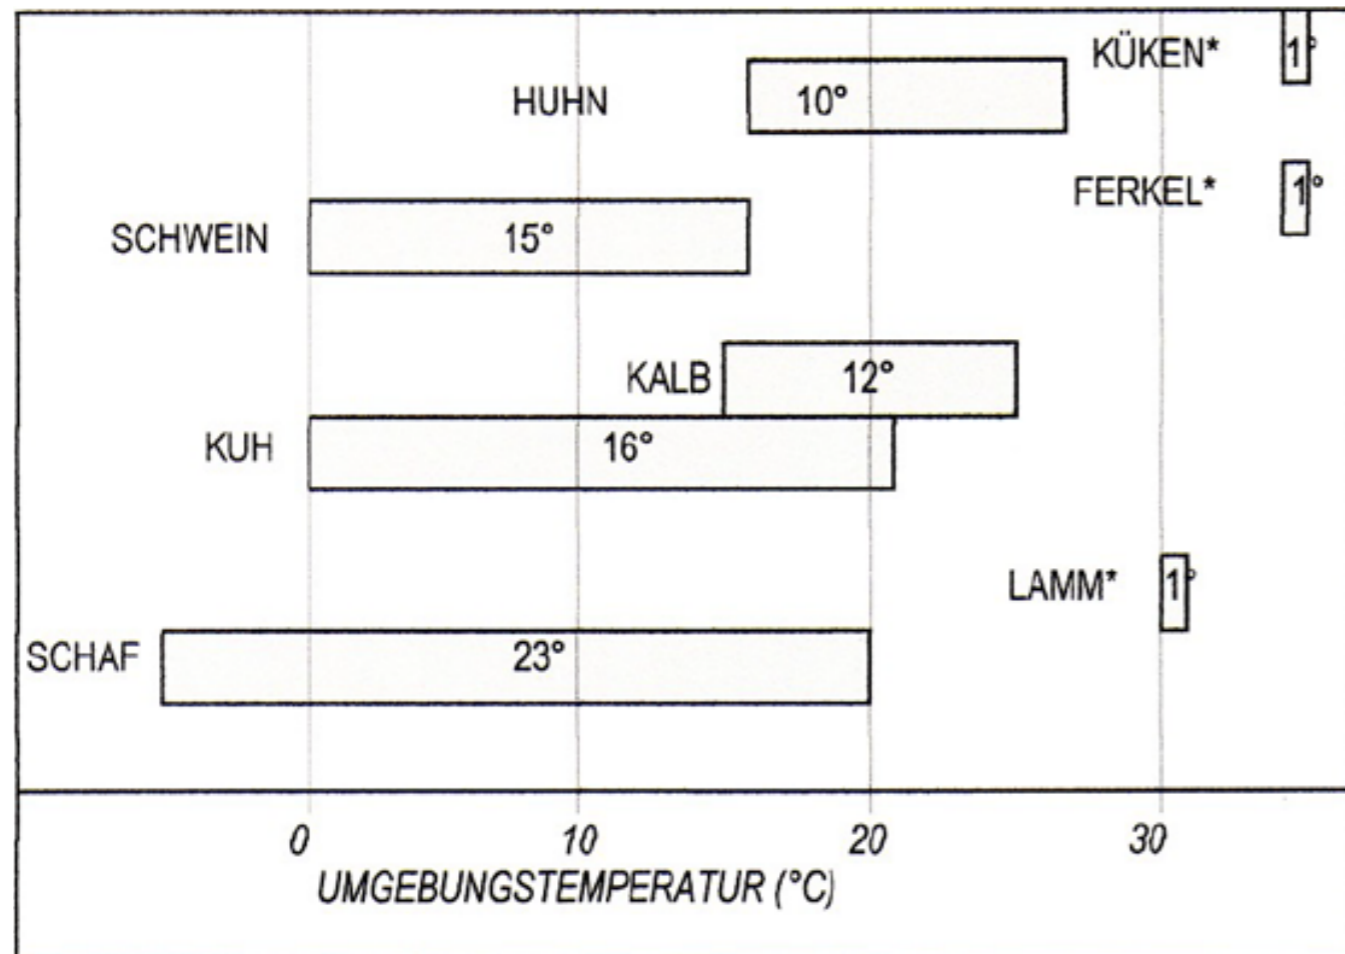 KÜKEN* 1°
HUHN 10°
FERKEL* 1°
SCHWEIN 15°
KALB 12°
KUH 16°
LAMM* 1°
SCHAF 23°
0 10 20 30
UMGEBUNGSTEMPERATUR (°C)